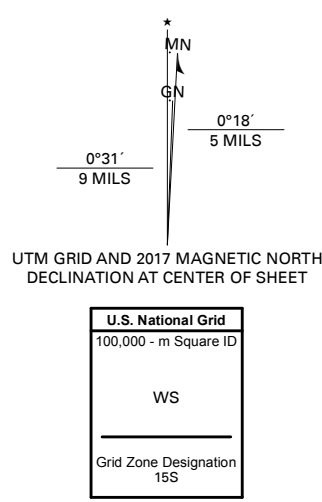 ★
MN
GN
0°18´
5 MILS
0°31´
9 MILS
UTM GRID AND 2017 MAGNETIC NORTH
DECLINATION AT CENTER OF SHEET
U.S. National Grid
100,000 - m Square ID
WS
Grid Zone Designation
15S